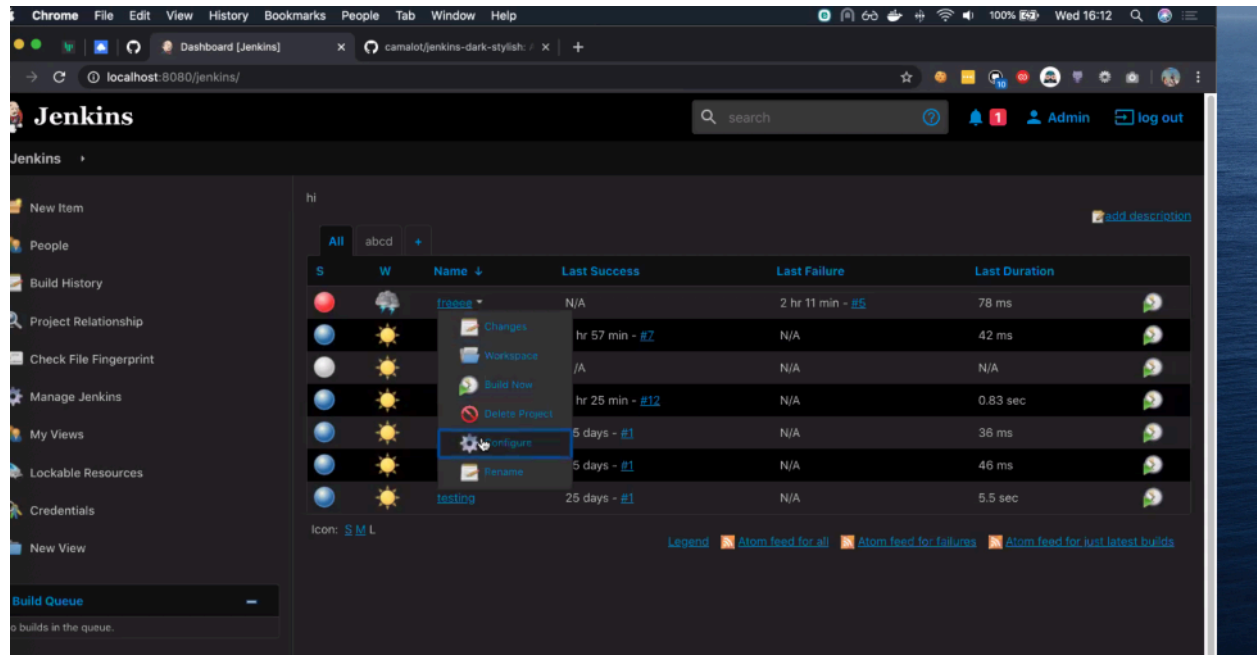 Chrome File Edit View History Bookmarks People Tab Window Help 100% Wed 16:12
Dashboard [Jenkins] camalot/jenkins-dark-stylish: A
localhost:8080/jenkins/ 10
Jenkins search 1 Admin log out
Jenkins
hi
New Item
add description
People
All abcd +
Build History
S W Name ↓ Last Success Last Failure Last Duration
freeee N/A 2 hr 11 min - #5 78 ms
Project Relationship
Changes
hr 57 min - #7 N/A 42 ms
Workspace
Check File Fingerprint
/A N/A N/A
Build Now
Manage Jenkins
hr 25 min - #12 N/A 0.83 sec
Delete Project
My Views
5 days - #1 N/A 36 ms
Configure
Lockable Resources
5 days - #1 N/A 46 ms
Rename
testing 25 days - #1 N/A 5.5 sec
Credentials
Icon: S M L
Legend Atom feed for all Atom feed for failures Atom feed for just latest builds
New View
Build Queue
o builds in the queue.